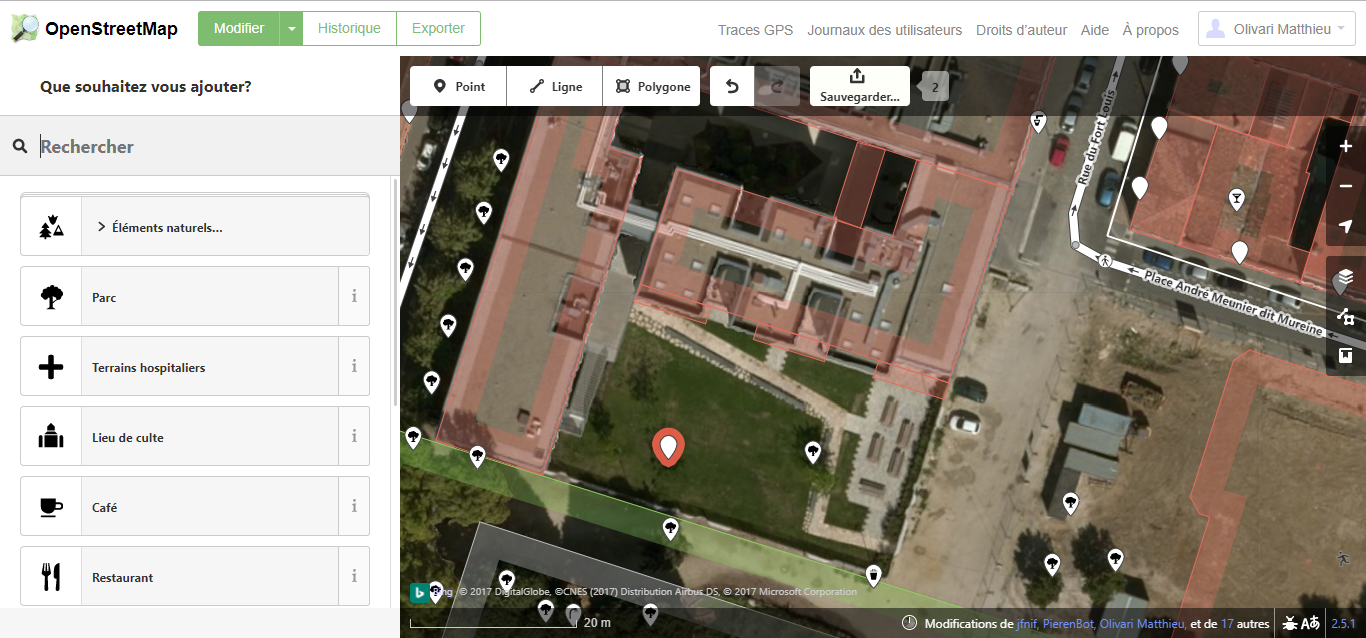 OpenStreetMap
Modifier
Historique
Exporter
Traces GPS
Journaux des utilisateurs
Droits d'auteur
Aide
À propos
Olivari Matthieu
Que souhaitez vous ajouter?
Point
Ligne
Polygone
Sauvegarder...
2
Rechercher
Éléments naturels...
Parc
Terrains hospitaliers
Lieu de culte
Café
Restaurant
Rue du Fort Louis
Place André Meunier dit Mureine
Bing © 2017 DigitalGlobe, ©CNES (2017) Distribution Airbus DS, © 2017 Microsoft Corporation
20 m
Modifications de jfnif, PierenBot, Olivari Matthieu, et de 17 autres
2.5.1